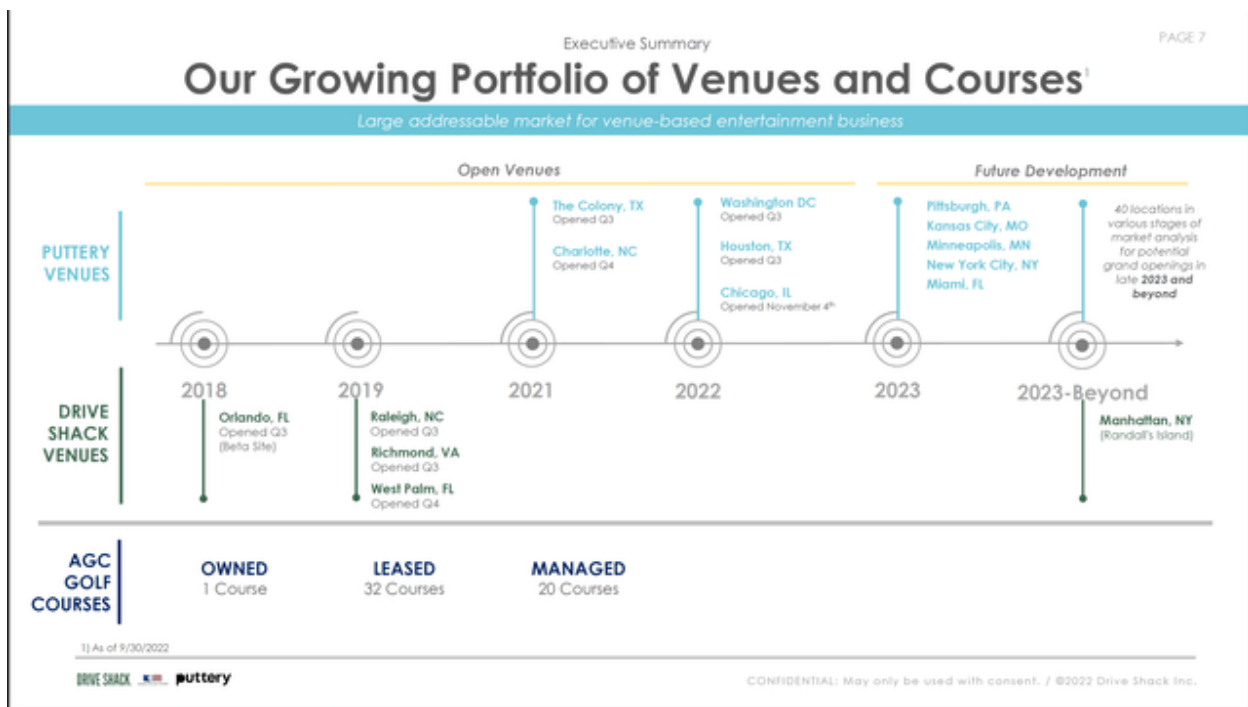 Executive Summary
PAGE 7
Our Growing Portfolio of Venues and Courses¹
Large addressable market for venue-based entertainment business
Open Venues
Future Development
PUTTERY
VENUES
The Colony, TX
Opened Q3
Charlotte, NC
Opened Q4
Washington DC
Opened Q3
Houston, TX
Opened Q3
Chicago, IL
Opened November 4th
Pittsburgh, PA
Kansas City, MO
Minneapolis, MN
New York City, NY
Miami, FL
40 locations in
various stages of
market analysis
for potential
grand openings in
late 2023 and
beyond
2018
2019
2021
2022
2023
2023-Beyond
DRIVE
SHACK
VENUES
Orlando, FL
Opened Q3
(Beta Site)
Raleigh, NC
Opened Q3
Richmond, VA
Opened Q3
West Palm, FL
Opened Q4
Manhattan, NY
(Randall's Island)
AGC
GOLF
COURSES
OWNED
1 Course
LEASED
32 Courses
MANAGED
20 Courses
1) As of 9/30/2022
DRIVE SHACK
puttery
CONFIDENTIAL: May only be used with consent. / ©2022 Drive Shack Inc.